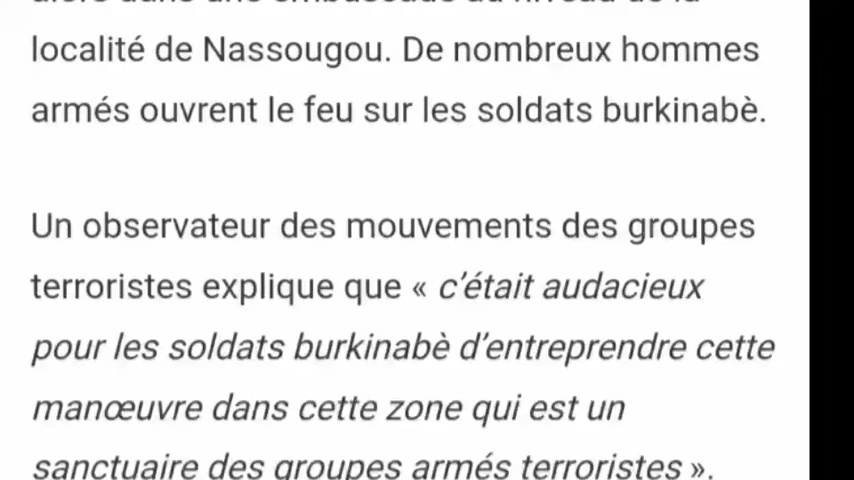 localité de Nassougou. De nombreux hommes
armés ouvrent le feu sur les soldats burkinabè.
Un observateur des mouvements des groupes
terroristes explique que « c'était audacieux
pour les soldats burkinabè d'entreprendre cette
manœuvre dans cette zone qui est un
sanctuaire des groupes armés terroristes ».